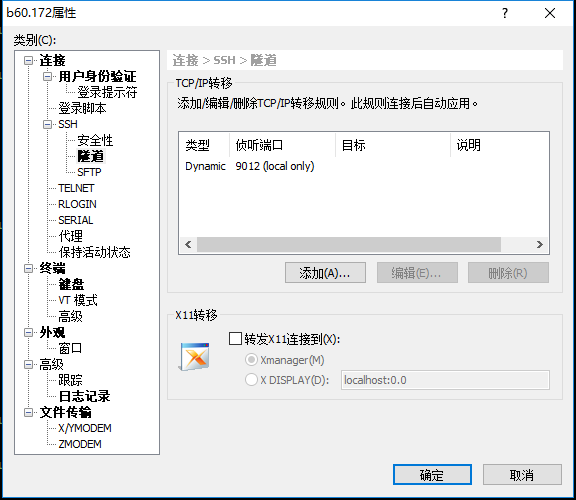 b60.172属性
类别(C):
连接
用户身份验证
登录提示符
登录脚本
SSH
安全性
隧道
SFTP
TELNET
RLOGIN
SERIAL
代理
保持活动状态
终端
键盘
VT 模式
高级
外观
窗口
高级
跟踪
日志记录
文件传输
X/YMODEM
ZMODEM
连接 > SSH > 隧道
TCP/IP转移
添加/编辑/删除TCP/IP转移规则。此规则连接后自动应用。
类型 侦听端口 目标 说明
Dynamic 9012 (local only)
添加(A)... 编辑(E)... 删除(R)
X11转移
转发X11连接到(X):
Xmanager(M)
X DISPLAY(D): localhost:0.0
确定 取消